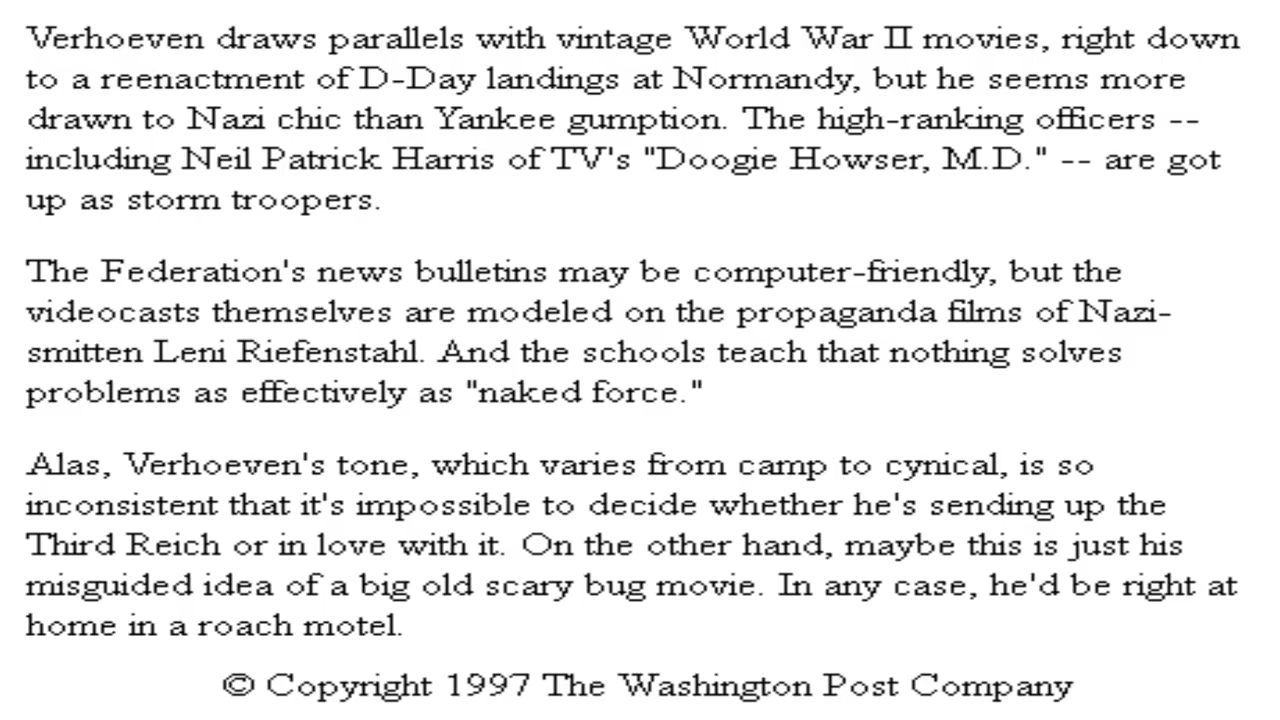 Verhoeven draws parallels with vintage World War II movies, right down
to a reenactment of D-Day landings at Normandy, but he seems more
drawn to Nazi chic than Yankee gumption. The high-ranking officers --
including Neil Patrick Harris of TV's "Doogie Howser, M.D." -- are got
up as storm troopers.
The Federation's news bulletins may be computer-friendly, but the
videocasts themselves are modeled on the propaganda films of Nazi-
smitten Leni Riefenstahl. And the schools teach that nothing solves
problems as effectively as "naked force."
Alas, Verhoeven's tone, which varies from camp to cynical, is so
inconsistent that it's impossible to decide whether he's sending up the
Third Reich or in love with it. On the other hand, maybe this is just his
misguided idea of a big old scary bug movie. In any case, he'd be right at
home in a roach motel.
© Copyright 1997 The Washington Post Company